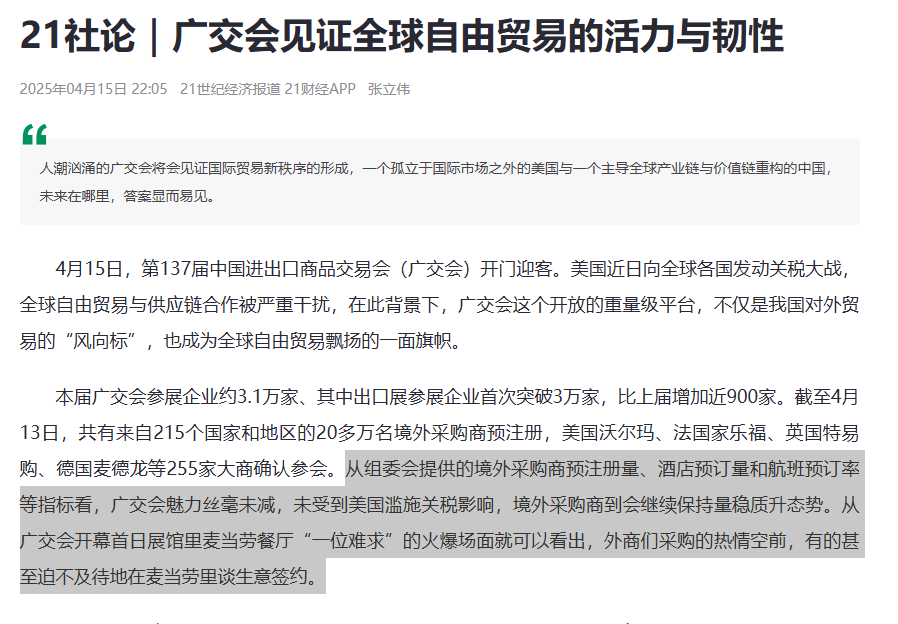 21社论｜广交会见证全球自由贸易的活力与韧性
2025年04月15日 22:05 21世纪经济报道 21财经APP 张立伟
“
人潮汹涌的广交会将会见证国际贸易新秩序的形成，一个孤立于国际市场之外的美国与一个主导全球产业链与价值链重构的中国，
未来在哪里，答案显而易见。
4月15日，第137届中国进出口商品交易会（广交会）开门迎客。美国近日向全球各国发动关税大战，
全球自由贸易与供应链合作被严重干扰，在此背景下，广交会这个开放的重量级平台，不仅是我国对外贸
易的“风向标”，也成为全球自由贸易飘扬的一面旗帜。
本届广交会参展企业约3.1万家、其中出口展参展企业首次突破3万家，比上届增加近900家。截至4月
13日，共有来自215个国家和地区的20多万名境外采购商预注册，美国沃尔玛、法国家乐福、英国特易
购、德国麦德龙等255家大商确认参会。从组委会提供的境外采购商预注册量、酒店预订量和航班预订率
等指标看，广交会魅力丝毫未减，未受到美国滥施关税影响，境外采购商到会继续保持量稳质升态势。从
广交会开幕首日展馆里麦当劳餐厅“一位难求”的火爆场面就可以看出，外商们采购的热情空前，有的甚
至迫不及待地在麦当劳里谈生意签约。